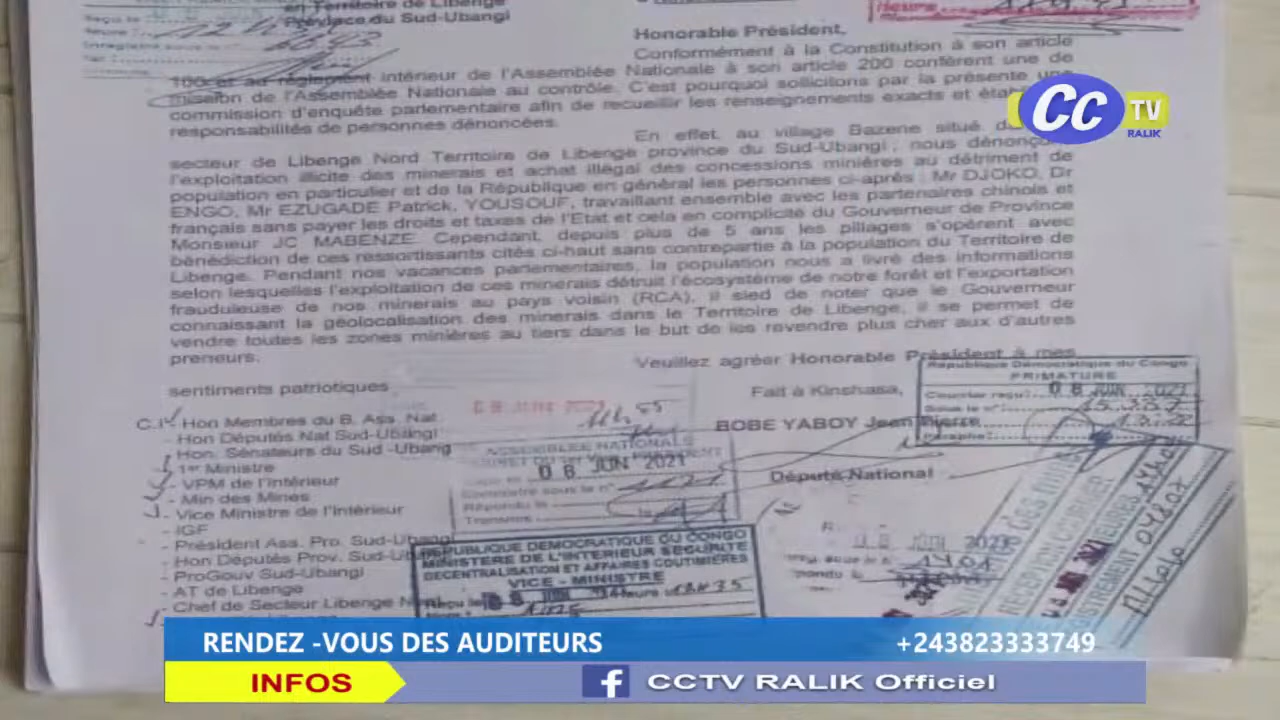 en Territoire de Libenge
Province du Sud-Ubangi
Honorable Président,
Conformément à la Constitution à son article
100 et au règlement intérieur de l'Assemblée Nationale à son article 200 confèrent une de
mission de l'Assemblée Nationale au contrôle. C'est pourquoi sollicitons par la présente une
commission d'enquête parlementaire afin de recueillir les renseignements exacts et
responsabilités de personnes dénoncées.
En effet, au village Bazene situé
secteur de Libenge Nord Territoire de Libenge province du Sud-Ubangi ; nous
l'exploitation illicite des minerais et achat illégal des concessions minières au détriment de
population en particulier et de la République en général les personnes ci-après : Mr DJOKO, Dr
ENGO, Mr EZUGADE Patrick, YOUSOUF, travaillant ensemble avec les partenaires chinois et
français sans payer les droits et taxes de l'Etat et cela en complicité du Gouverneur de Province
Monsieur JC MABENZE. Cependant, depuis plus de 5 ans les pillages s'opèrent avec
bénédiction de ces ressortissants cités ci-haut sans contrepartie à la population du Territoire de
Libenge. Pendant nos vacances parlementaires, la population nous a livré des informations
selon lesquelles l'exploitation de ces minerais détruit l'écosystème de notre forêt et l'exportation
frauduleuse de nos minerais au pays voisin (RCA), il sied de noter que le Gouverneur
connaissant la géolocalisation des minerais dans le Territoire de Libenge, il se permet de
vendre toutes les zones minières au tiers dans le but de les revendre plus cher aux d'autres
preneurs.
Veuillez agréer Honorable Président à mes
sentiments patriotiques
Fait à Kinshasa,
BOBE YABOY Jean Pierre
Député National
C.I - Hon Membres du B. Ass. Nat
- Hon Députés Nat Sud-Ubangi
- Hon. Sénateurs du Sud -Ubang
- 1er Ministre
- VPM de l'Intérieur
- Min des Mines
- Vice Ministre de l'Intérieur
- IGF
- Président Ass. Pro. Sud-Ubangi
- Hon Députés Prov. Sud-Ub
- ProGouv Sud-Ubangi
- AT de Libenge
- Chef de Secteur Libenge
République Démocratique du Congo
PRIMATURE
Courrier reçu: 08 JUN 2021
Sous le n°
ASSEMBLEE NATIONALE
08 JUN 2021
REPUBLIQUE DEMOCRATIQUE DU CONGO
MINISTERE DE L'INTERIEUR SECURITE
DECENTRALISATION ET AFFAIRES COUTUMIERES
VICE - MINISTRE
CC TV
RALIK
RENDEZ -VOUS DES AUDITEURS +243823333749
INFOS
f CCTV RALIK Officiel